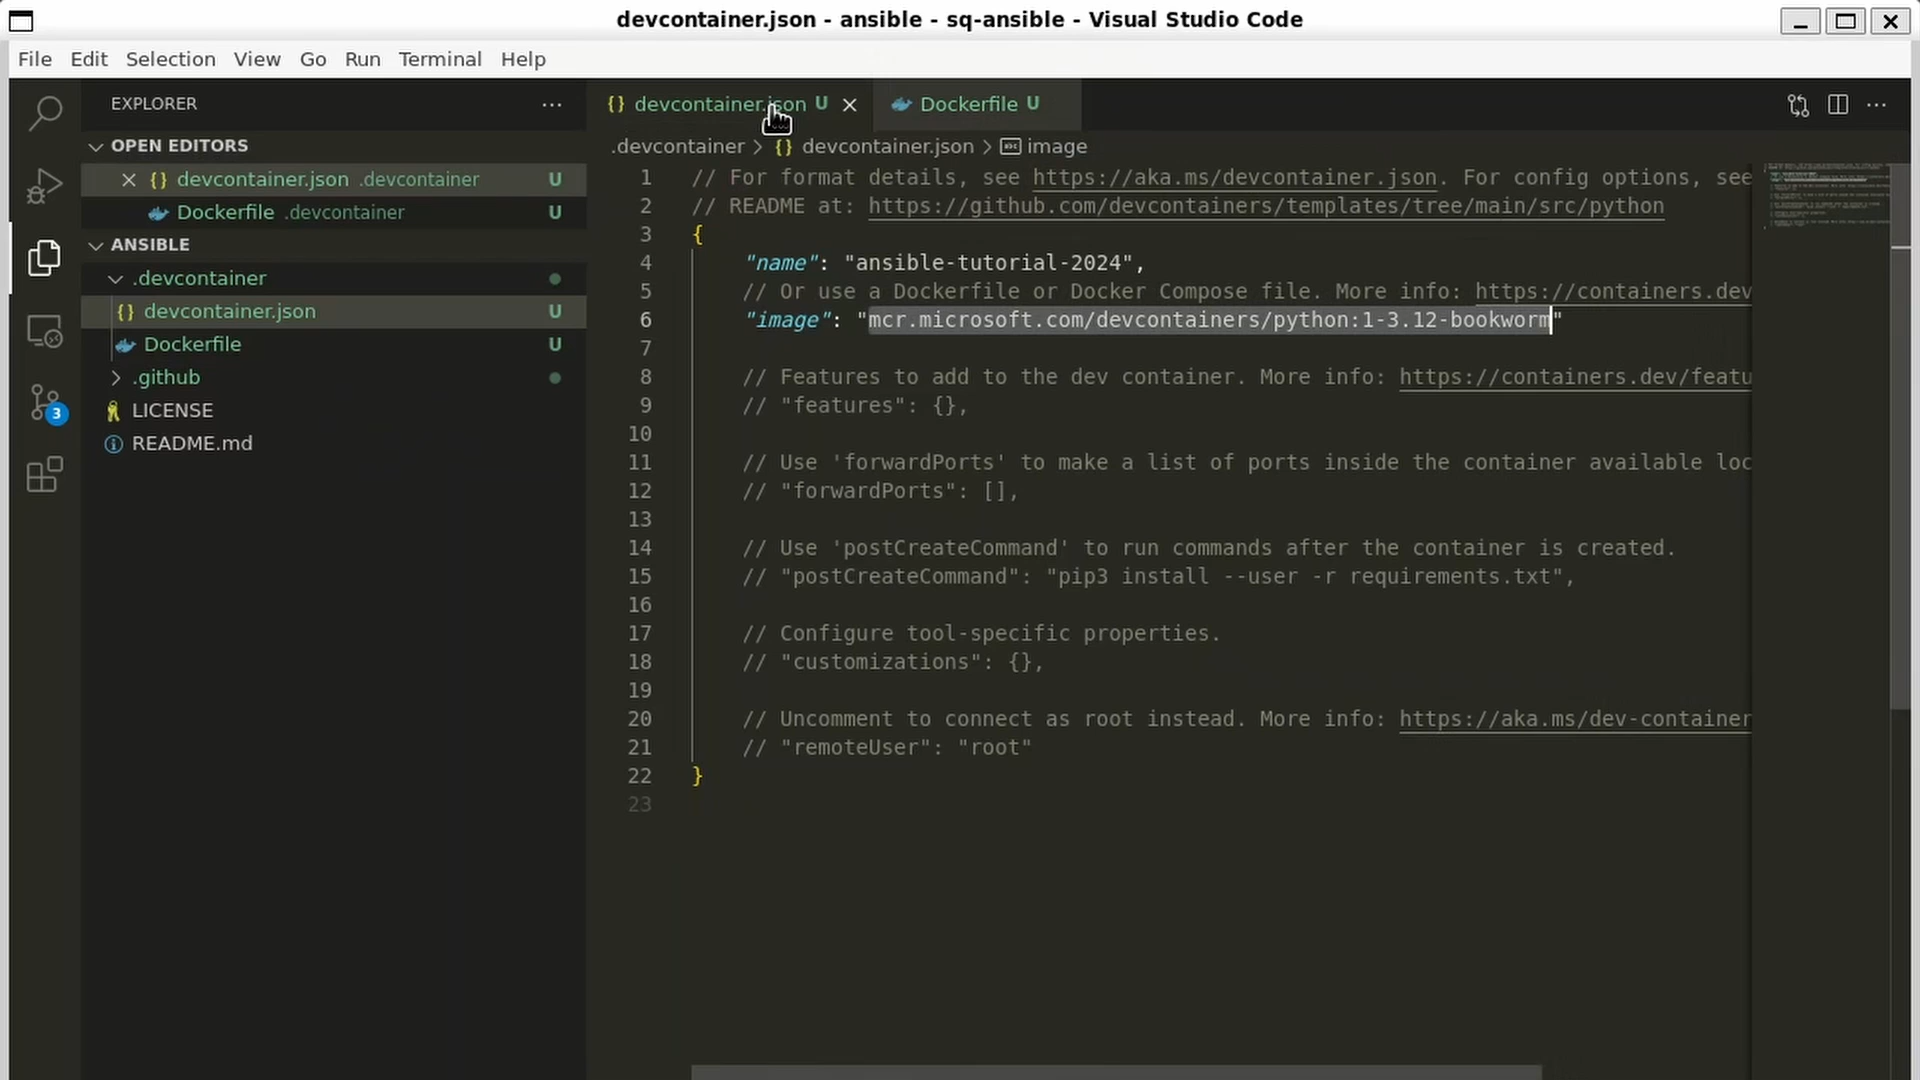 devcontainer.json - ansible - sq-ansible - Visual Studio Code
File Edit Selection View Go Run Terminal Help
EXPLORER
OPEN EDITORS
devcontainer.json .devcontainer U
Dockerfile .devcontainer U
ANSIBLE
.devcontainer
devcontainer.json U
Dockerfile U
.github
LICENSE
README.md
3
devcontainer.json U
Dockerfile U
.devcontainer > {} devcontainer.json > image
1 // For format details, see https://aka.ms/devcontainer.json. For config options, see
2 // README at: https://github.com/devcontainers/templates/tree/main/src/python
3 {
4 "name": "ansible-tutorial-2024",
5 // Or use a Dockerfile or Docker Compose file. More info: https://containers.dev
6 "image": "mcr.microsoft.com/devcontainers/python:1-3.12-bookworm"
7
8 // Features to add to the dev container. More info: https://containers.dev/featu
9 // "features": {},
10
11 // Use 'forwardPorts' to make a list of ports inside the container available loc
12 // "forwardPorts": [],
13
14 // Use 'postCreateCommand' to run commands after the container is created.
15 // "postCreateCommand": "pip3 install --user -r requirements.txt",
16
17 // Configure tool-specific properties.
18 // "customizations": {},
19
20 // Uncomment to connect as root instead. More info: https://aka.ms/dev-container
21 // "remoteUser": "root"
22 }
23